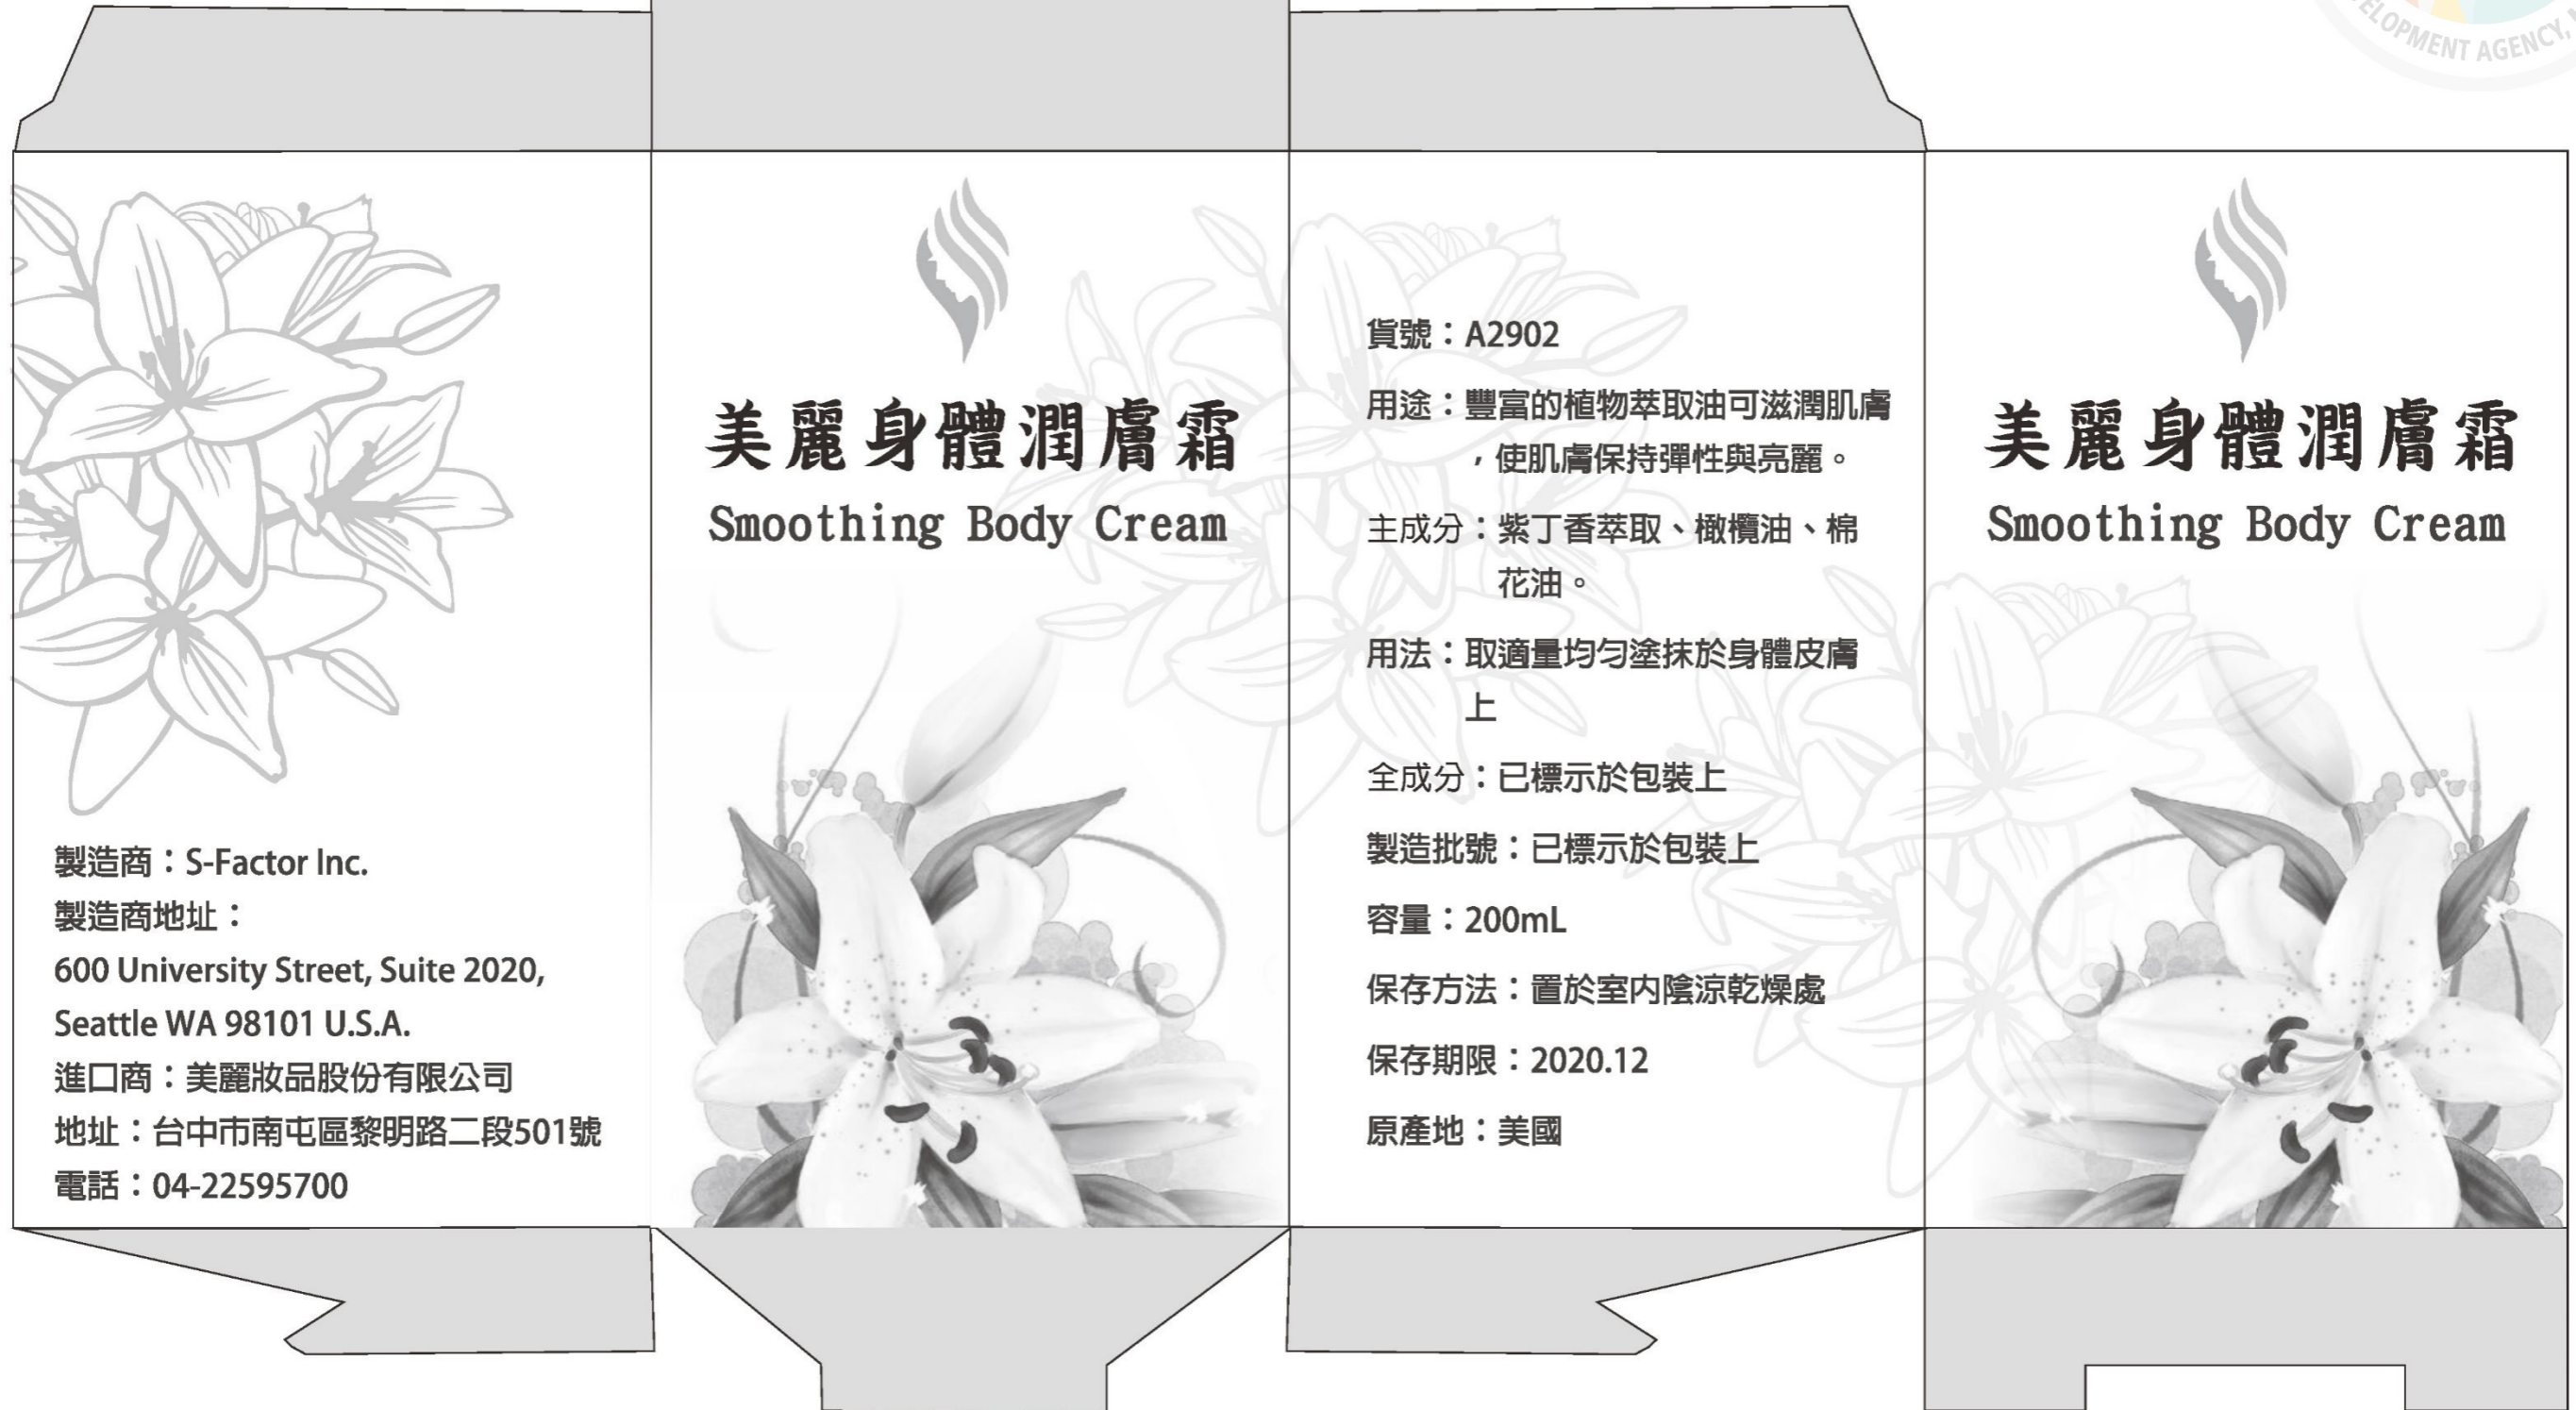 ELOPMENT AGENCY,
製造商：S-Factor Inc.
製造商地址：
600 University Street, Suite 2020,
Seattle WA 98101 U.S.A.
進口商：美麗妝品股份有限公司
地址：台中市南屯區黎明路二段501號
電話：04-22595700
美麗身體潤膚霜
Smoothing Body Cream
貨號：A2902
用途：豐富的植物萃取油可滋潤肌膚
，使肌膚保持彈性與亮麗。
主成分：紫丁香萃取、橄欖油、棉
花油。
用法：取適量均勻塗抹於身體皮膚
上
全成分：已標示於包裝上
製造批號：已標示於包裝上
容量：200mL
保存方法：置於室內陰涼乾燥處
保存期限：2020.12
原產地：美國
美麗身體潤膚霜
Smoothing Body Cream